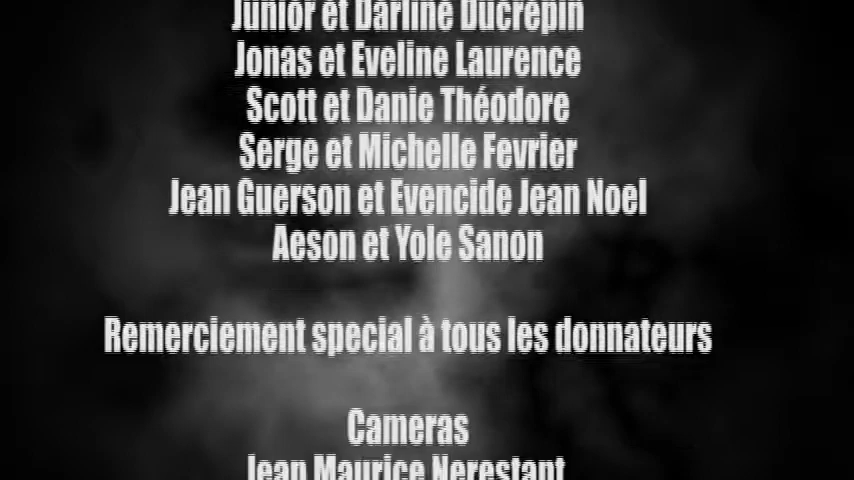 Junior et Darline Ducrepin
Jonas et Eveline Laurence
Scott et Danie Théodore
Serge et Michelle Fevrier
Jean Guerson et Evencide Jean Noel
Aeson et Yole Sanon
Remerciement special à tous les donnateurs
Cameras
Jean Maurice Nerestant